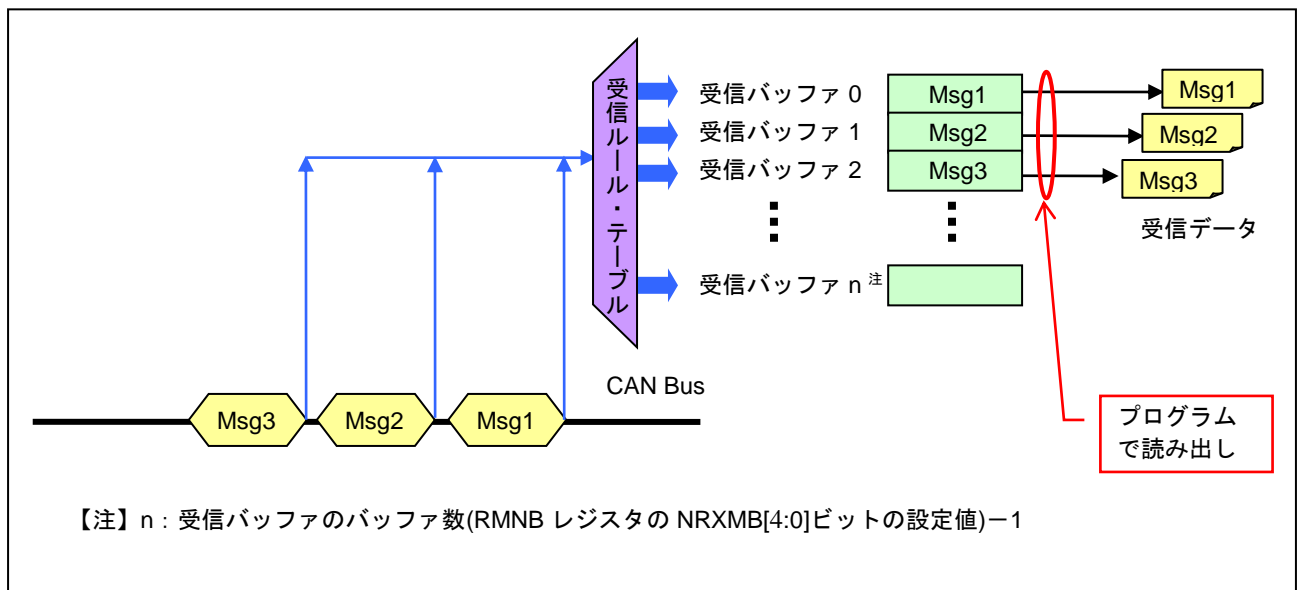 受信ルール・テーブル
受信バッファ 0
受信バッファ 1
受信バッファ 2
受信バッファ n 注
Msg1
Msg2
Msg3
Msg1
Msg2
Msg3
受信データ
CAN Bus
Msg3
Msg2
Msg1
プログラム
で読み出し
【注】n：受信バッファのバッファ数(RMNB レジスタの NRXMB[4:0]ビットの設定値)－1